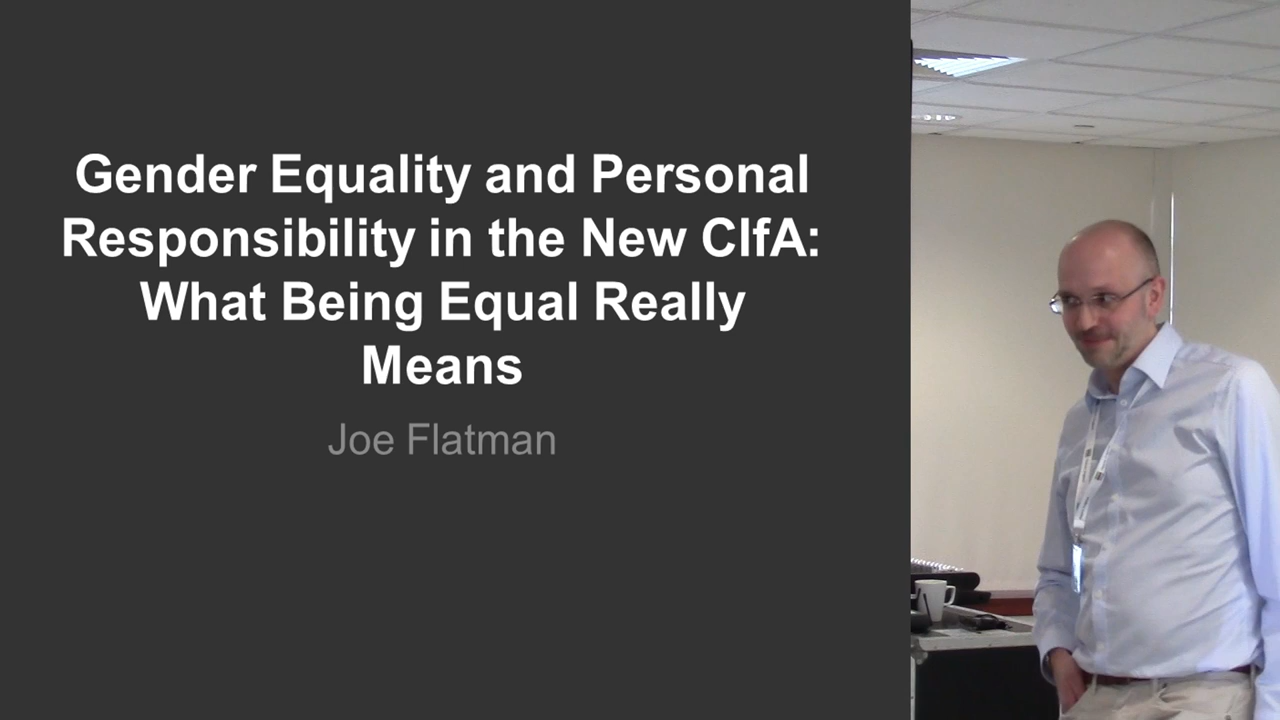 Gender Equality and Personal
Responsibility in the New CIfA:
What Being Equal Really
Means
Joe Flatman